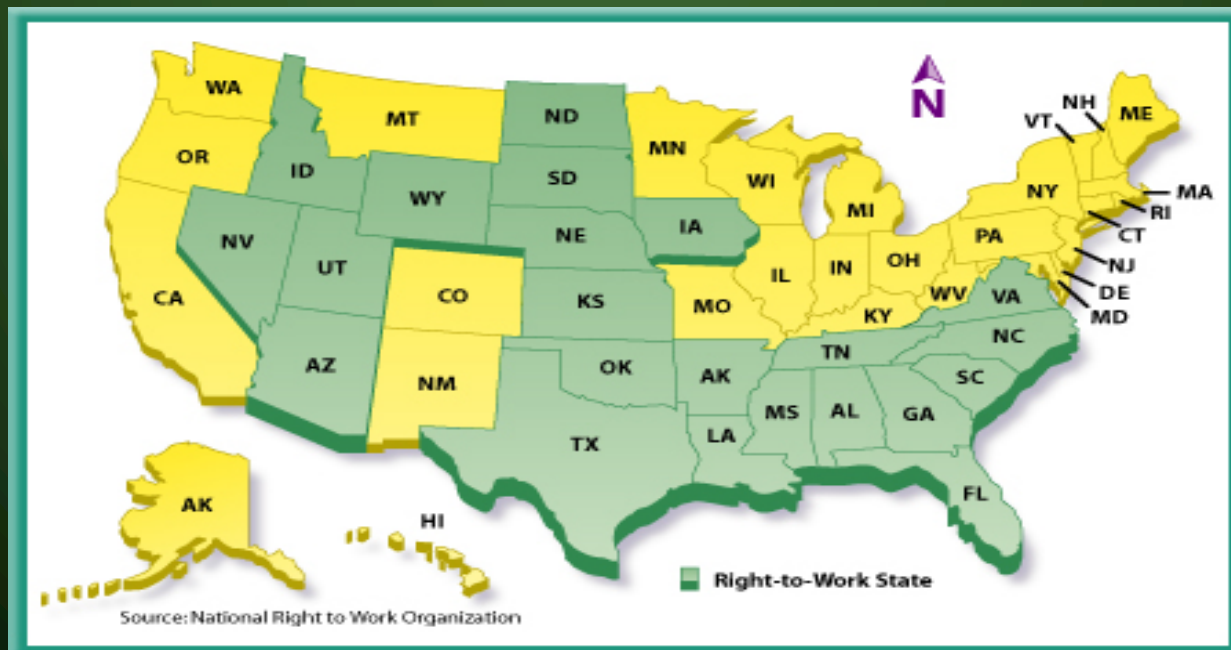 WA
MT
ND
MN
NH
VT
ME
OR
ID
SD
WI
MI
NY
MA
RI
WY
CT
NV
NE
IA
PA
NJ
UT
CO
IL
IN
OH
DE
CA
KS
MO
WV
VA
MD
KY
AZ
NM
OK
AK
TN
NC
SC
MS
AL
GA
TX
LA
FL
AK
HI
N
Right-to-Work State
Source: National Right to Work Organization